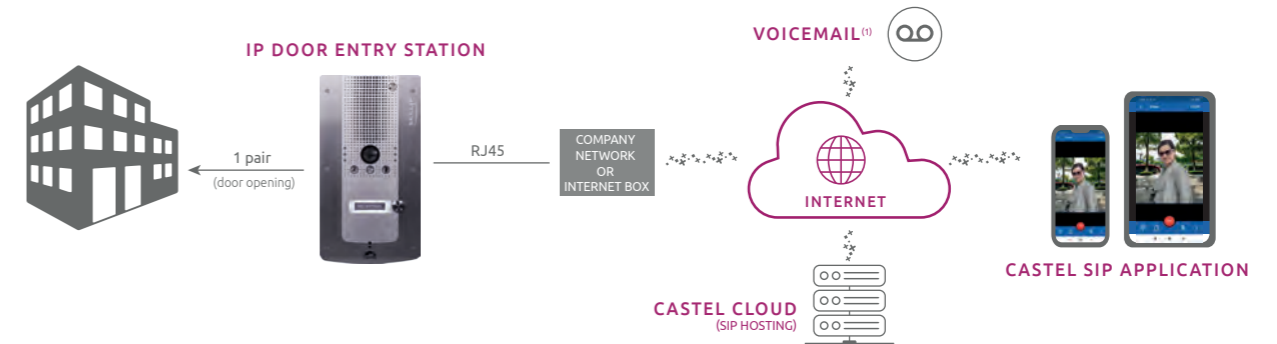 VOICEMAIL(1)
IP DOOR ENTRY STATION
1 pair
(door opening)
RJ45
COMPANY
NETWORK
OR
INTERNET BOX
INTERNET
CASTEL SIP APPLICATION
CASTEL CLOUD
(SIP HOSTING)